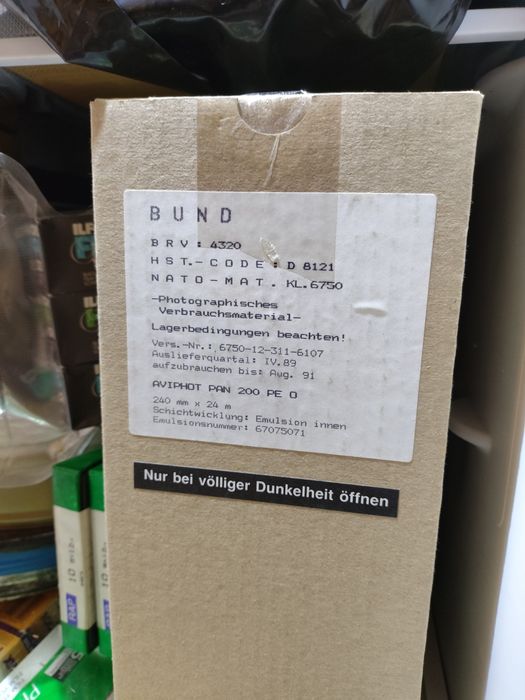 BUND
BRV: 4320
HST.-CODE: D 8121
NATO-MAT. KL.6750
—Photographisches
Verbrauchsmaterial—
Lagerbedingungen beachten!
Vers.-Nr.: 6750-12-311-6107
Auslieferquartal: IV.89
aufzubrauchen bis: Aug. 91
AVIPHOT PAN 200 PE 0
240 mm x 24 m
Schichtwicklung: Emulsion innen
Emulsionsnummer: 67075071
Nur bei völliger Dunkelheit öffnen
RAP
10